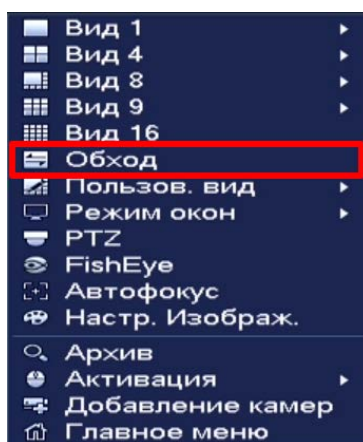 Вид 1
Вид 4
Вид 8
Вид 9
Вид 16
Обход
Пользов. вид
Режим окон
PTZ
FishEye
Автофокус
Настр. Изображ.
Архив
Активация
Добавление камер
Главное меню